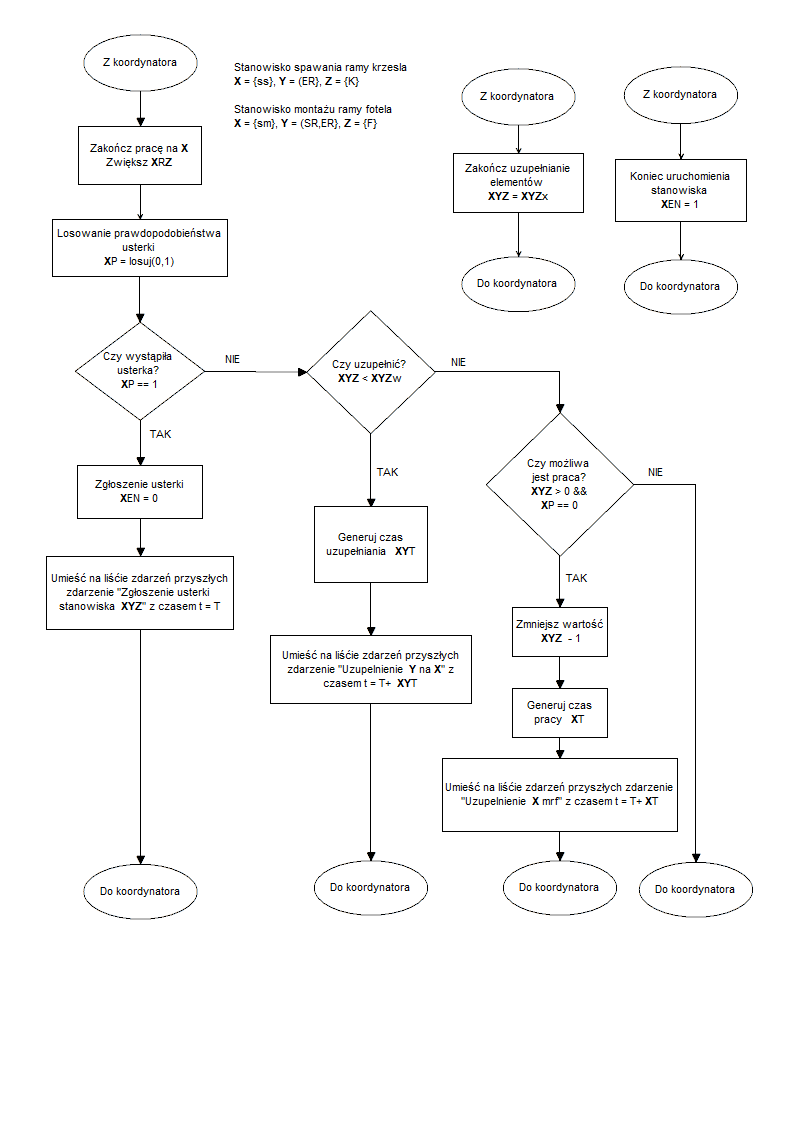 Z koordynatora
Stanowisko spawania ramy krzesla
X = {ss}, Y = (ER}, Z = {K}
Stanowisko montażu ramy fotela
X = {sm}, Y = (SR,ER}, Z = {F}
Zakończ pracę na X
Zwiększ XRZ
Losowanie prawdopodobieństwa
usterki
XP = losuj(0,1)
Czy wystąpiła
usterka?
XP == 1
NIE
TAK
Zgłoszenie usterki
XEN = 0
Umieść na liście zdarzeń przyszłych
zdarzenie "Zgłoszenie usterki
stanowiska XYZ" z czasem t = T
Do koordynatora
Czy uzupełnić?
XYZ < XYZw
NIE
TAK
Generuj czas
uzupełniania XYT
Umieść na liśćie zdarzeń przyszłych
zdarzenie "Uzupelnienie Y na X" z
czasem t = T+ XYT
Do koordynatora
Czy możliwa
jest praca?
XYZ > 0 &&
XP == 0
NIE
TAK
Zmniejsz wartość
XYZ - 1
Generuj czas
pracy XT
Umieść na liśćie zdarzeń przyszłych zdarzenie
"Uzupelnienie X mrf" z czasem t = T+ XT
Do koordynatora
Do koordynatora
Z koordynatora
Zakończ uzupełnianie
elementów
XYZ = XYZx
Do koordynatora
Z koordynatora
Koniec uruchomienia
stanowiska
XEN = 1
Do koordynatora